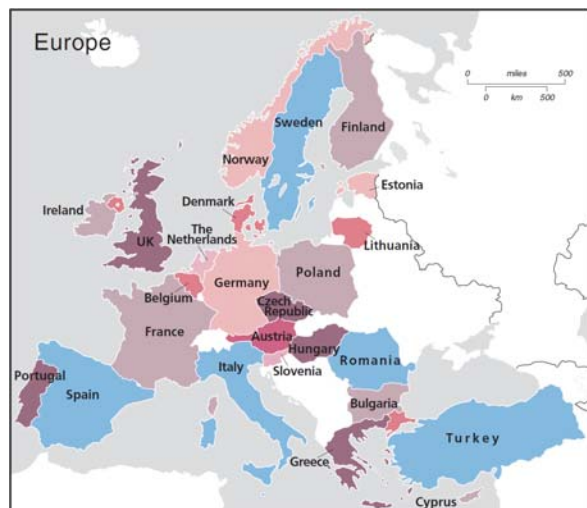 Europe
0 miles 500
0 km 500
Sweden
Finland
Norway
Estonia
Denmark
Ireland
The
Netherlands
UK
Lithuania
Poland
Germany
Belgium
Czech
Republic
France
Austria
Hungary
Romania
Italy
Slovenia
Portugal
Spain
Bulgaria
Turkey
Greece
Cyprus